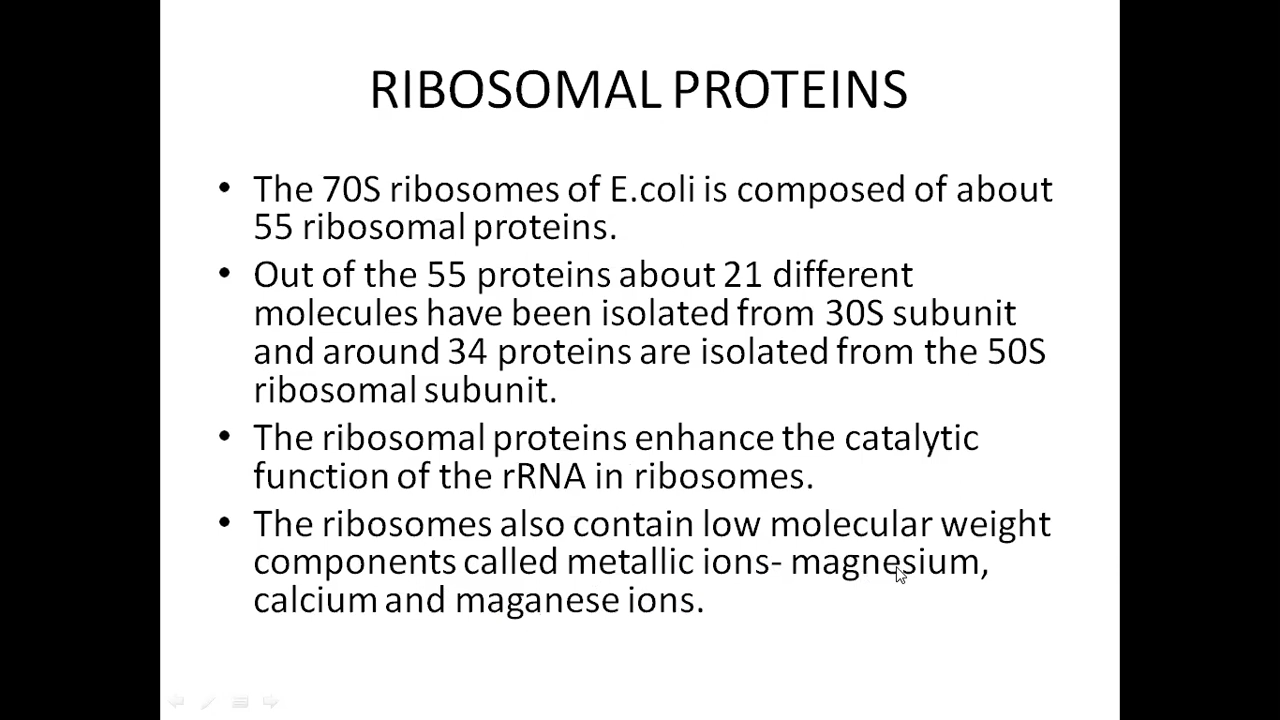 RIBOSOMAL PROTEINS
• The 70S ribosomes of E.coli is composed of about
55 ribosomal proteins.
• Out of the 55 proteins about 21 different
molecules have been isolated from 30S subunit
and around 34 proteins are isolated from the 50S
ribosomal subunit.
• The ribosomal proteins enhance the catalytic
function of the rRNA in ribosomes.
• The ribosomes also contain low molecular weight
components called metallic ions- magnesium,
calcium and maganese ions.